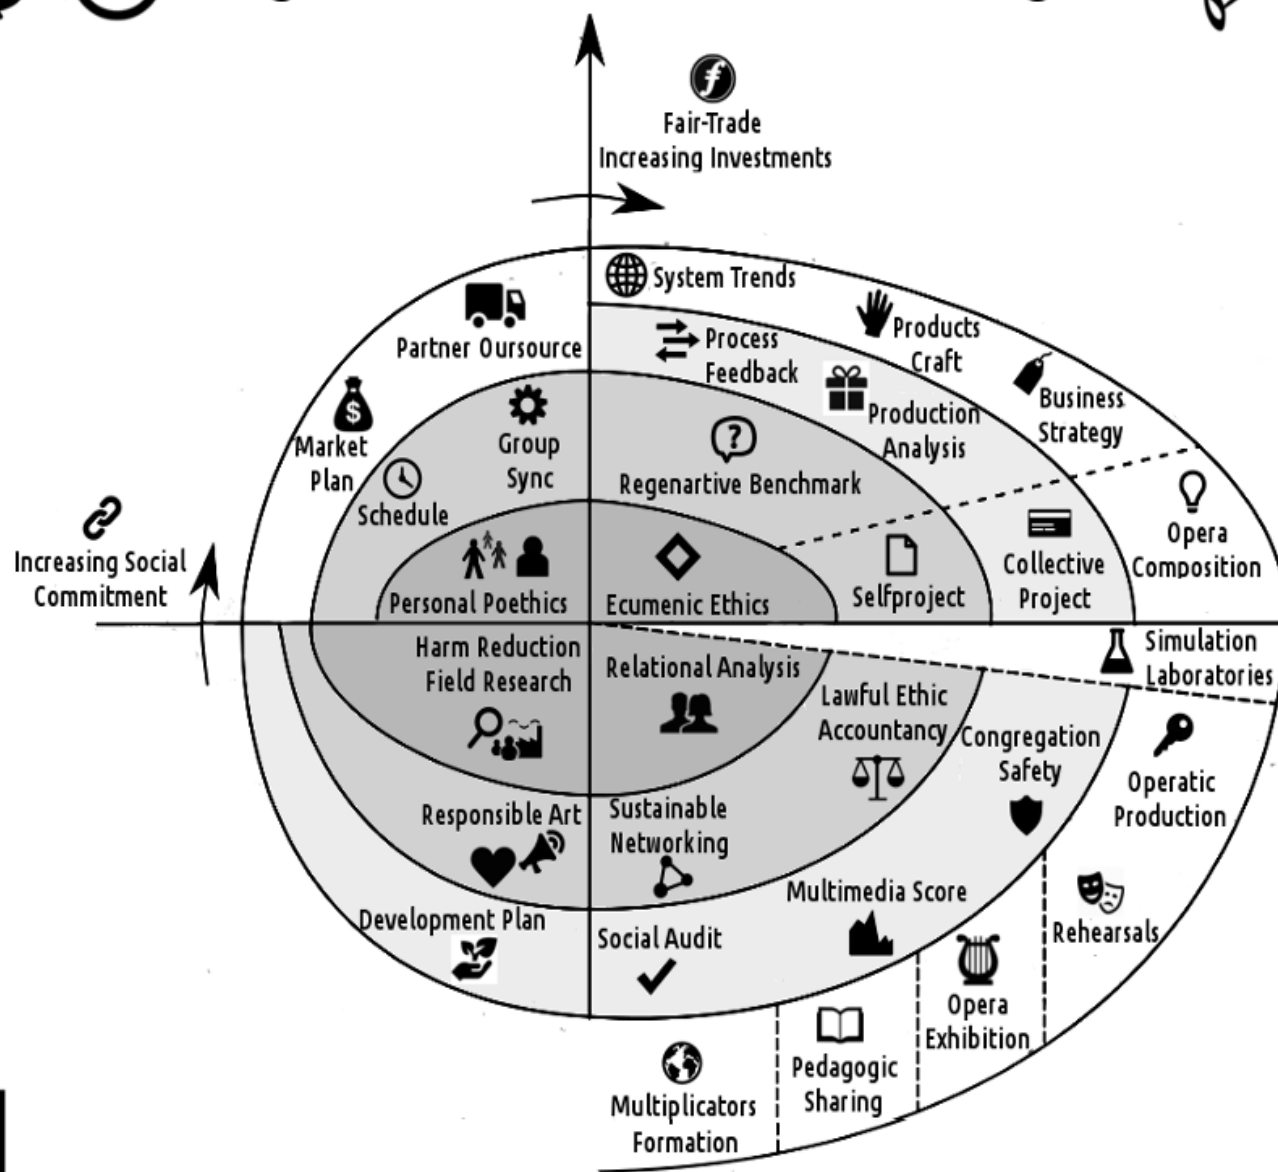 Fair-Trade
Increasing Investments
System Trends
Partner Oursource
Process
Feedback
Products
Craft
Market
Plan
Group
Sync
Schedule
Regenartive Benchmark
Production
Analysis
Business
Strategy
Increasing Social
Commitment
Personal Poethics
Ecumenic Ethics
Selfproject
Collective
Project
Opera
Composition
Harm Reduction
Field Research
Relational Analysis
Lawful Ethic
Accountancy
Simulation
Laboratories
Congregation
Safety
Operatic
Production
Responsible Art
Sustainable
Networking
Multimedia Score
Rehearsals
Development Plan
Social Audit
Opera
Exhibition
Pedagogic
Sharing
Multiplicators
Formation